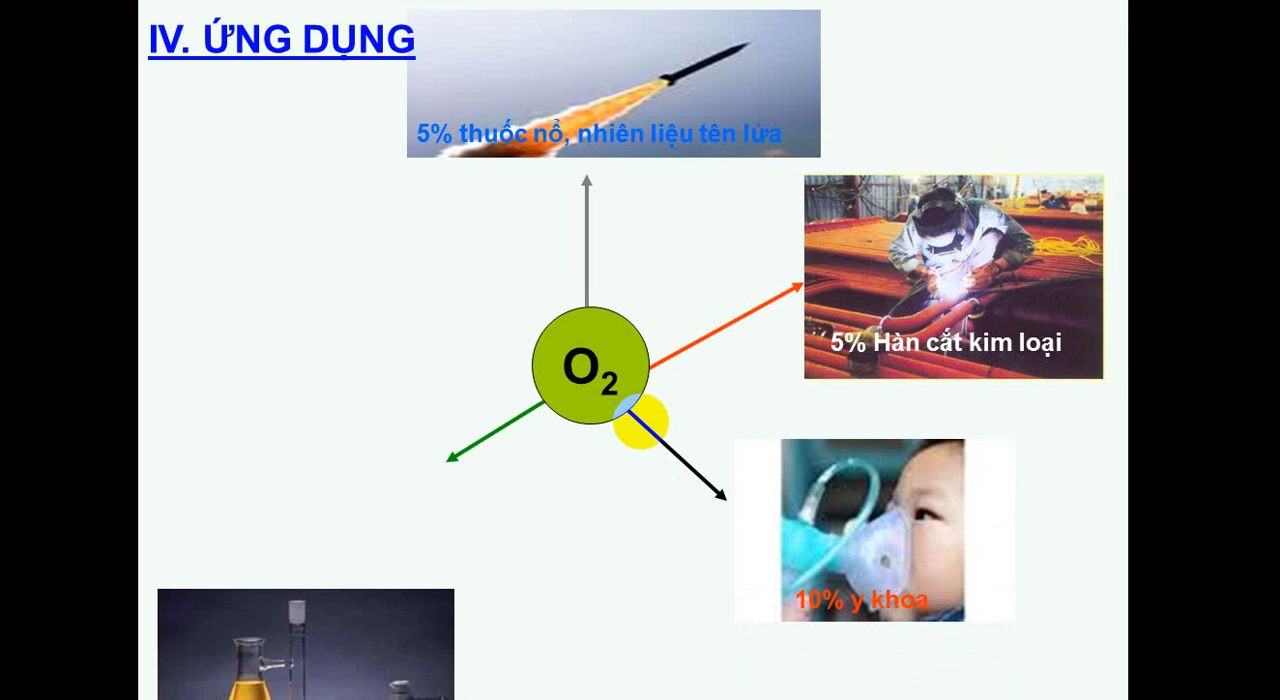 IV. ỨNG DỤNG
5% thuốc nổ, nhiên liệu tên lửa
O₂
5% Hàn cắt kim loại
10% y khoa